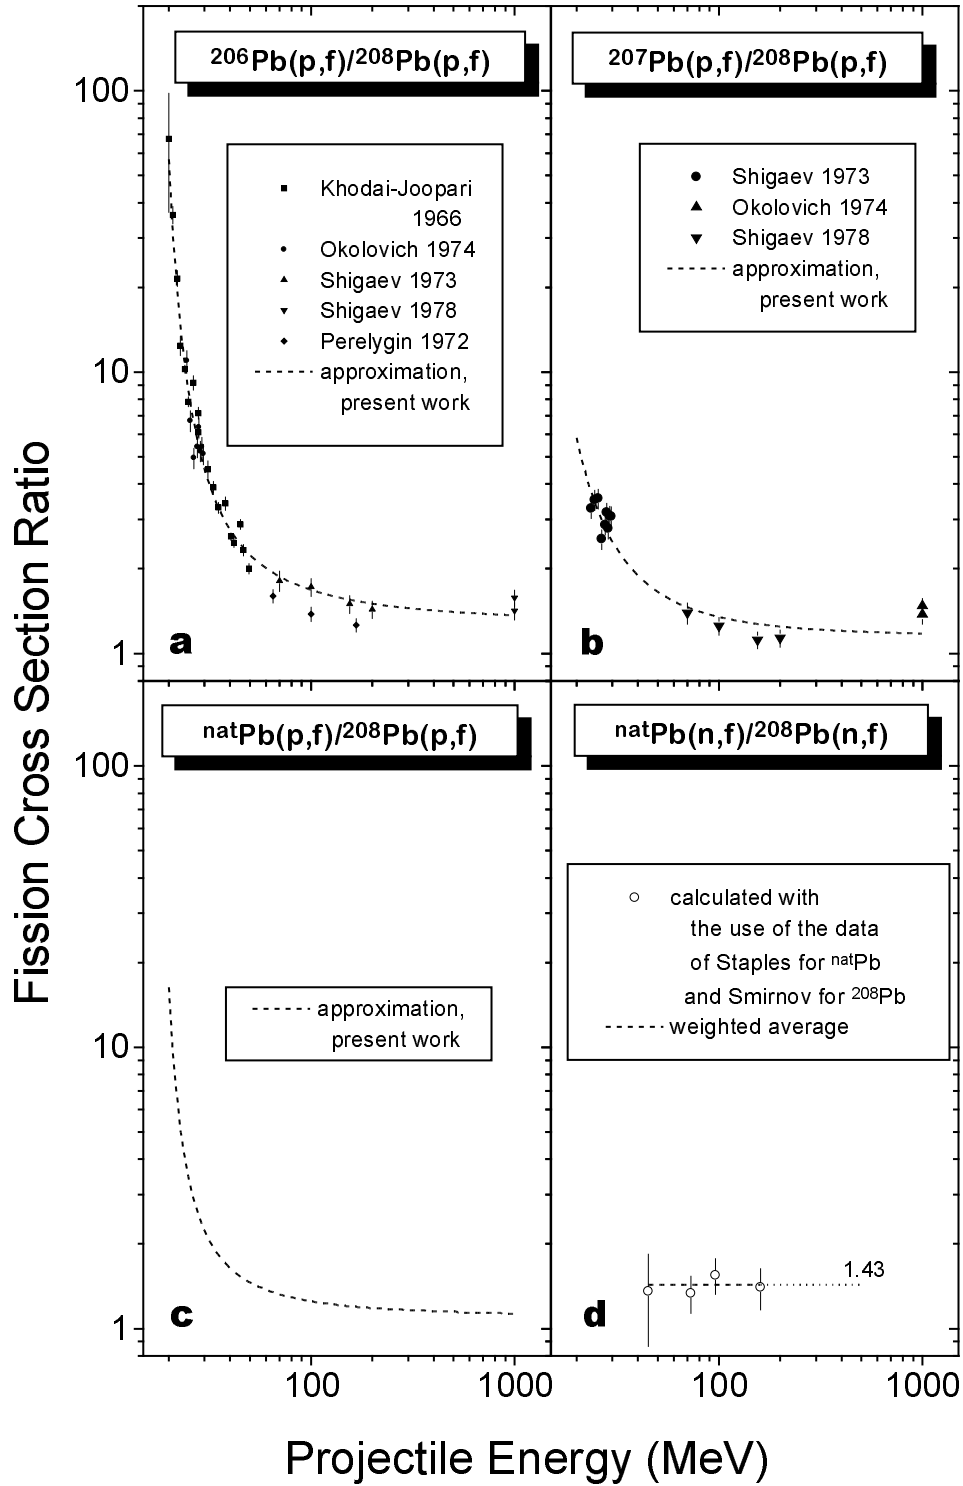 Fission Cross Section Ratio
206Pb(p,f)/208Pb(p,f)
100
10
1
Khodai-Joopari
1966
Okolovich 1974
Shigaev 1973
Shigaev 1978
Perelygin 1972
approximation,
present work
a
207Pb(p,f)/208Pb(p,f)
Shigaev 1973
Okolovich 1974
Shigaev 1978
approximation,
present work
b
natPb(p,f)/208Pb(p,f)
100
10
1
approximation,
present work
c
100
1000
natPb(n,f)/208Pb(n,f)
calculated with
the use of the data
of Staples for natPb
and Smirnov for 208Pb
weighted average
1.43
d
100
1000
Projectile Energy (MeV)